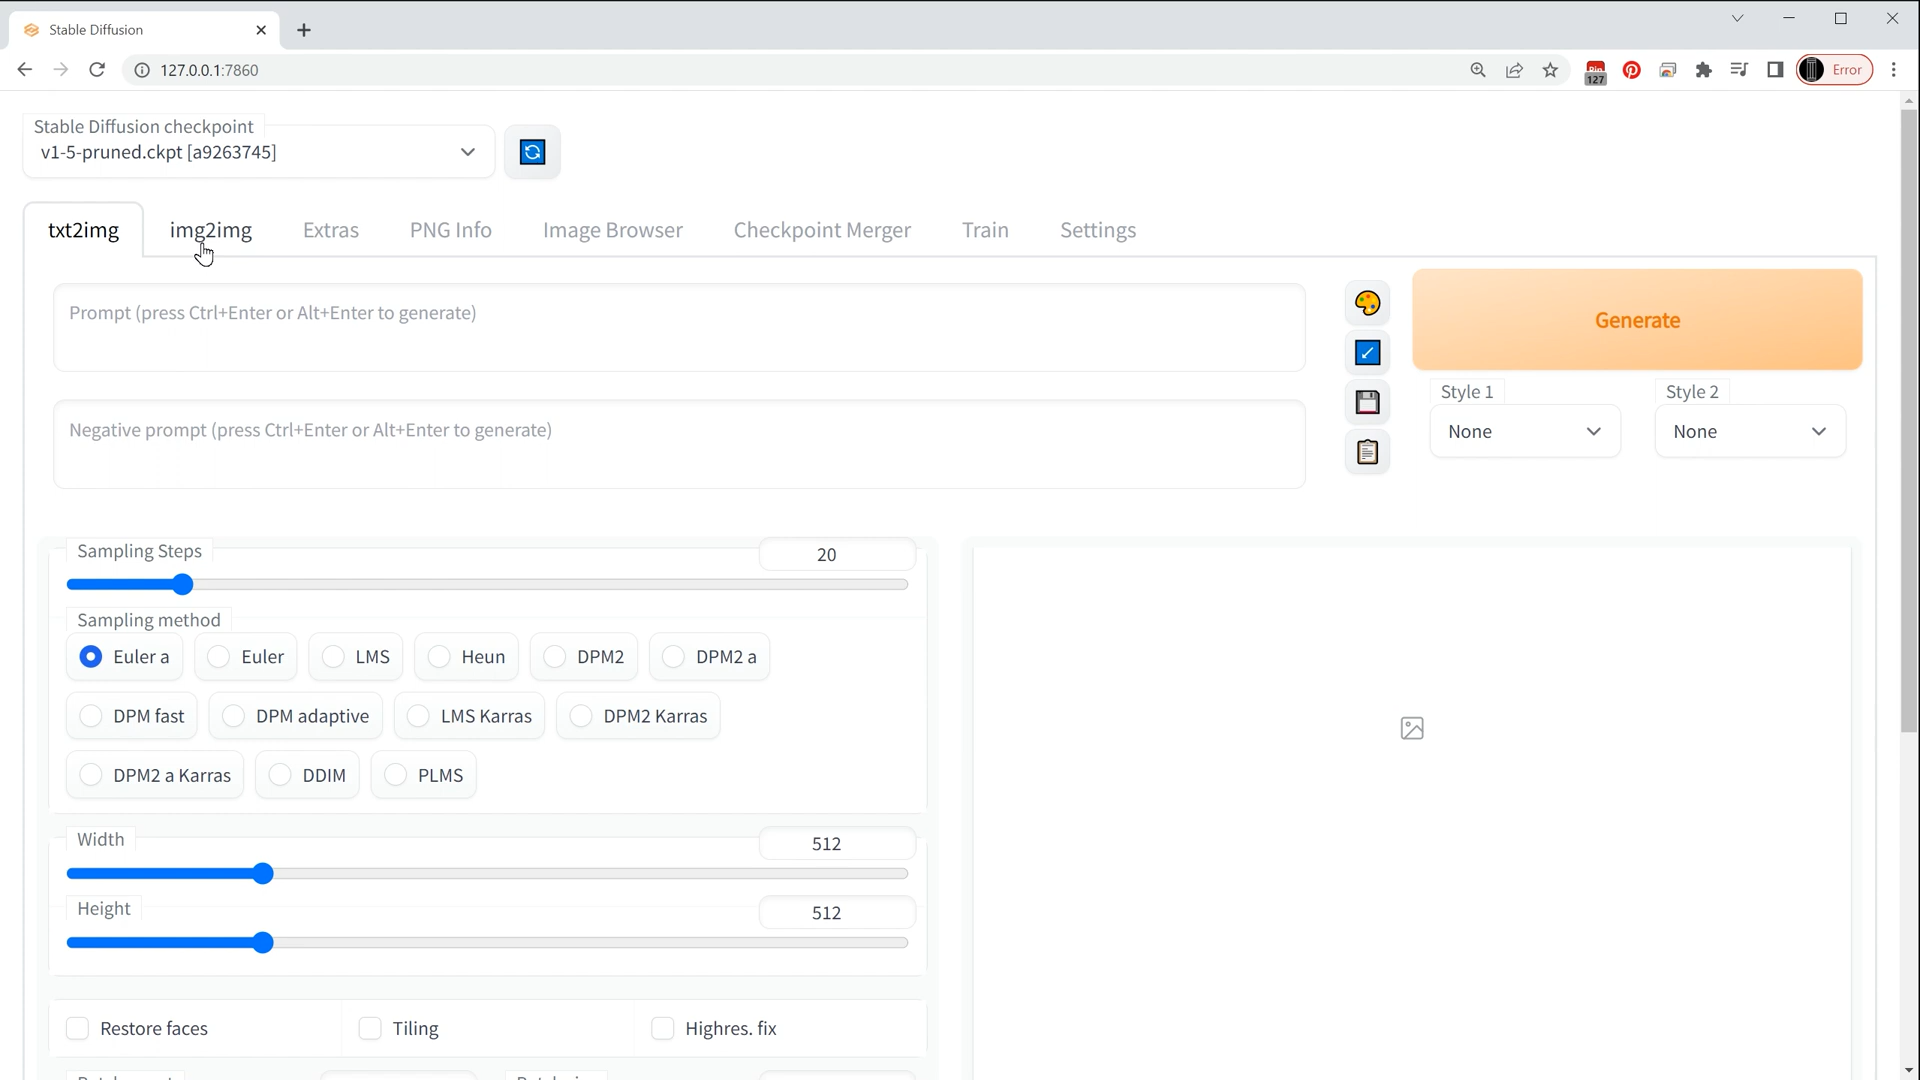 Stable Diffusion
127.0.0.1:7860
127
Error
Stable Diffusion checkpoint
v1-5-pruned.ckpt [a9263745]
txt2img
img2img
Extras
PNG Info
Image Browser
Checkpoint Merger
Train
Settings
Prompt (press Ctrl+Enter or Alt+Enter to generate)
Negative prompt (press Ctrl+Enter or Alt+Enter to generate)
Generate
Style 1
Style 2
None
None
Sampling Steps
20
Sampling method
Euler a
Euler
LMS
Heun
DPM2
DPM2 a
DPM fast
DPM adaptive
LMS Karras
DPM2 Karras
DPM2 a Karras
DDIM
PLMS
Width
512
Height
512
Restore faces
Tiling
Highres. fix